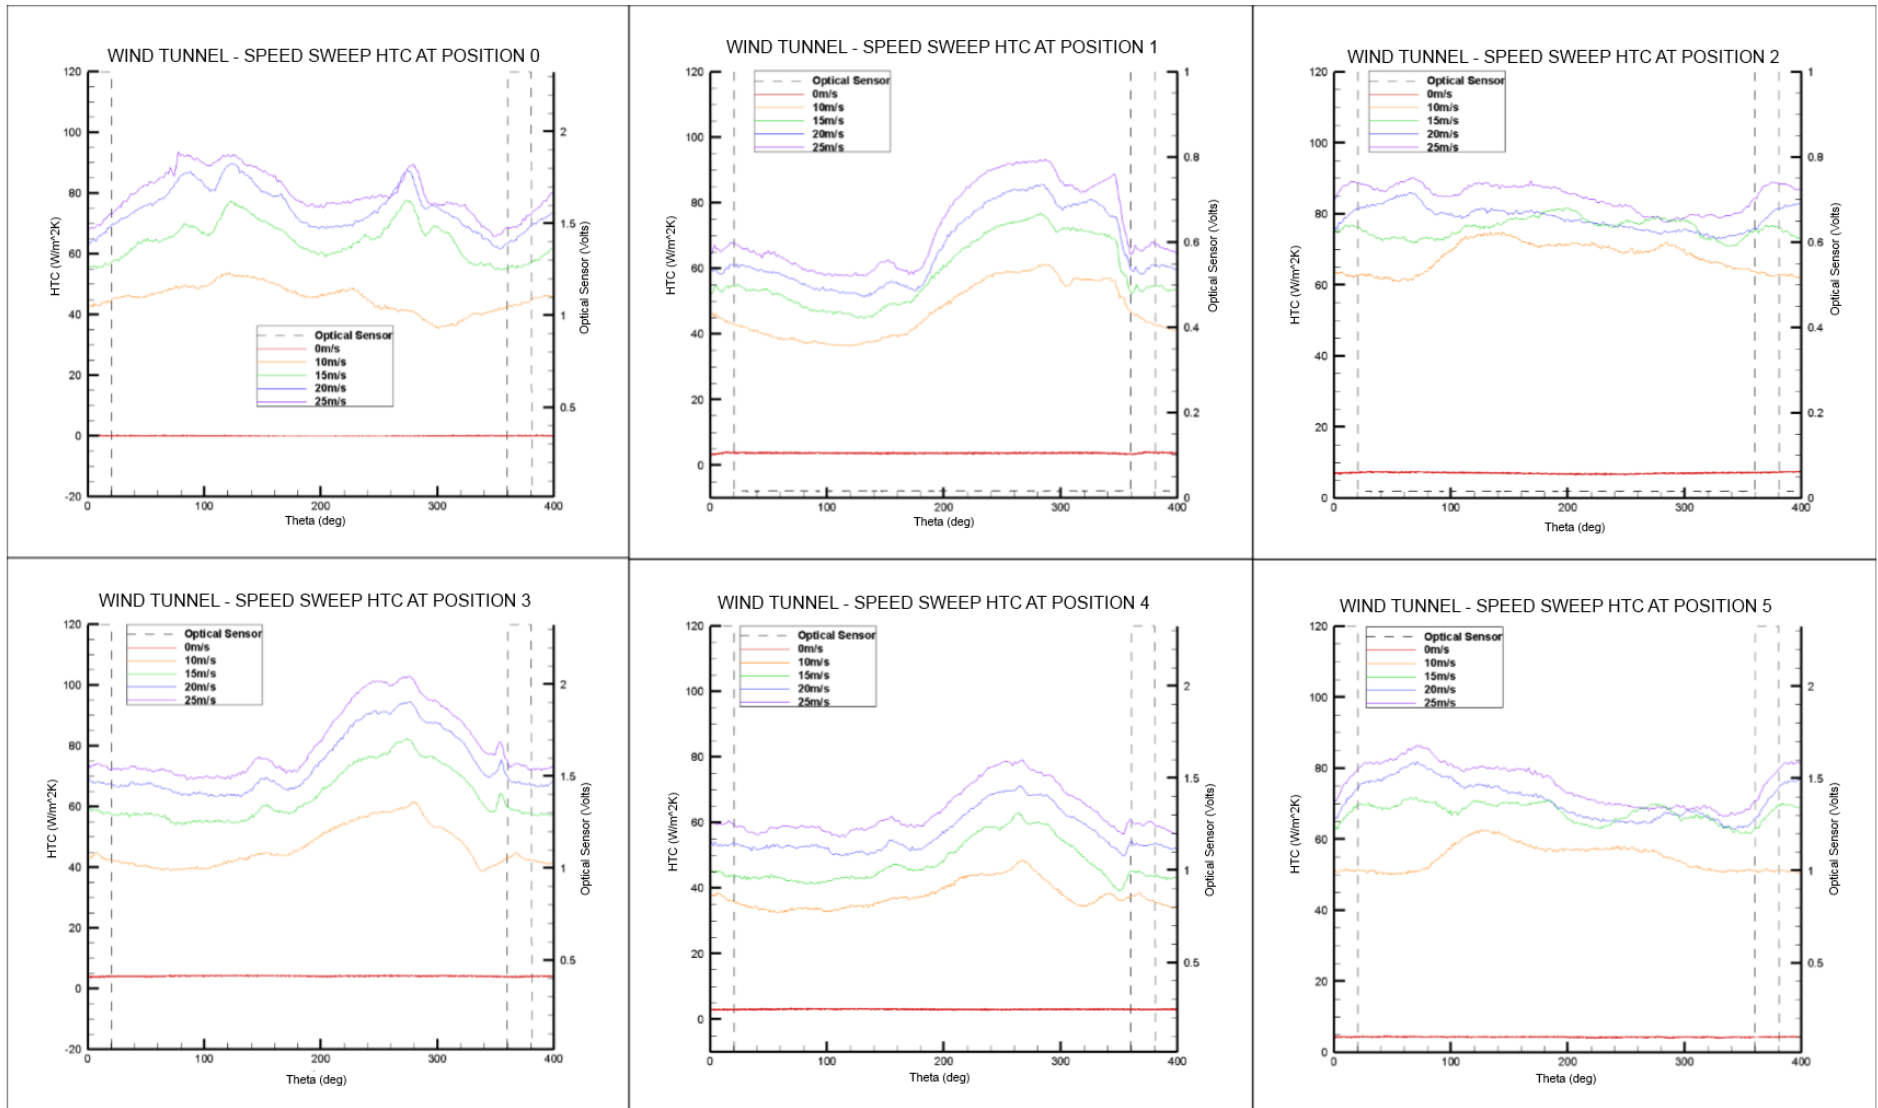 WIND TUNNEL - SPEED SWEEP HTC AT POSITION 0
120
100
80
60
40
20
0
-20
HTC (W/m^2K)
2
1.5
1
0.5
Optical Sensor (Volts)
Optical Sensor
0m/s
10m/s
15m/s
20m/s
25m/s
0 100 200 300 400
Theta (deg)
WIND TUNNEL - SPEED SWEEP HTC AT POSITION 1
120
100
80
60
40
20
0
HTC (W/m^2K)
1
0.8
0.6
0.4
0.2
0
Optical Sensor (Volts)
Optical Sensor
0m/s
10m/s
15m/s
20m/s
25m/s
0 100 200 300 400
Theta (deg)
WIND TUNNEL - SPEED SWEEP HTC AT POSITION 2
120
100
80
60
40
20
0
HTC (W/m^2K)
1
0.8
0.6
0.4
0.2
0
Optical Sensor (Volts)
Optical Sensor
0m/s
10m/s
15m/s
20m/s
25m/s
0 100 200 300 400
Theta (deg)
WIND TUNNEL - SPEED SWEEP HTC AT POSITION 3
120
100
80
60
40
20
0
-20
HTC (W/m^2K)
2
1.5
1
0.5
Optical Sensor (Volts)
Optical Sensor
0m/s
10m/s
15m/s
20m/s
25m/s
0 100 200 300 400
Theta (deg)
WIND TUNNEL - SPEED SWEEP HTC AT POSITION 4
120
100
80
60
40
20
0
HTC (W/m^2K)
2
1.5
1
0.5
Optical Sensor (Volts)
Optical Sensor
0m/s
10m/s
15m/s
20m/s
25m/s
0 100 200 300 400
Theta (deg)
WIND TUNNEL - SPEED SWEEP HTC AT POSITION 5
120
100
80
60
40
20
0
HTC (W/m^2K)
2
1.5
1
0.5
Optical Sensor (Volts)
Optical Sensor
0m/s
10m/s
15m/s
20m/s
25m/s
0 100 200 300 400
Theta (deg)